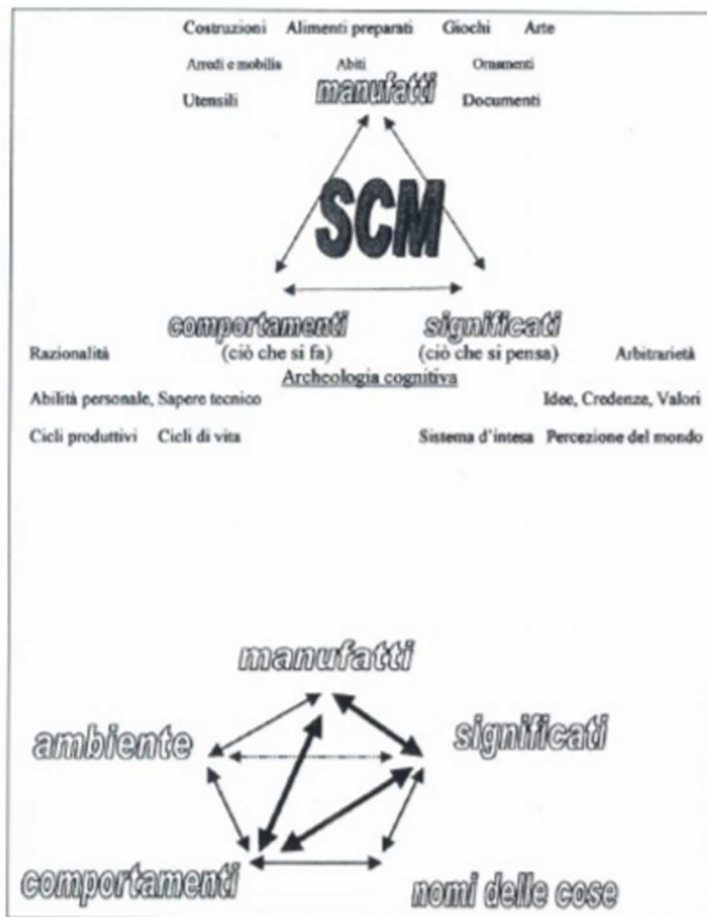 Costruzioni Alimenti preparati Giochi Arte
Arredi e mobilia Abiti Ornamenti
Utensili manufatti Documenti
SCM
comportamenti significati
Razionalità (ciò che si fa) (ciò che si pensa) Arbitrarietà
Archeologia cognitiva
Abilità personale, Sapere tecnico Idee, Credenze, Valori
Cicli produttivi Cicli di vita Sistema d'intesa Percezione del mondo
manufatti
ambiente significati
comportamenti nomi delle cose